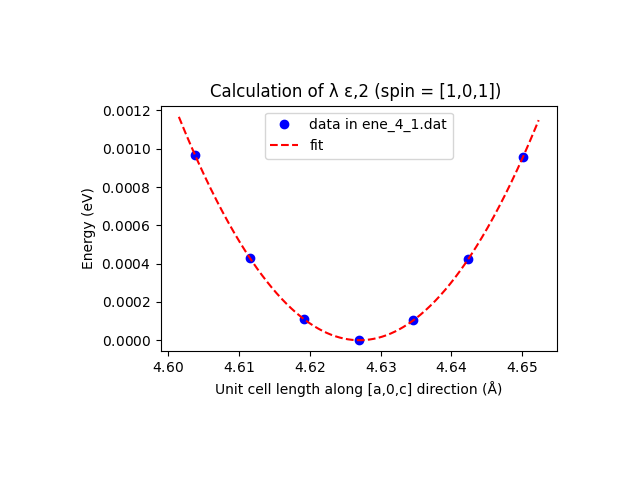 Calculation of λ ε,2 (spin = [1,0,1])
data in ene_4_1.dat
fit
Energy (eV)
0.0012
0.0010
0.0008
0.0006
0.0004
0.0002
0.0000
4.60 4.61 4.62 4.63 4.64 4.65
Unit cell length along [a,0,c] direction (Å)